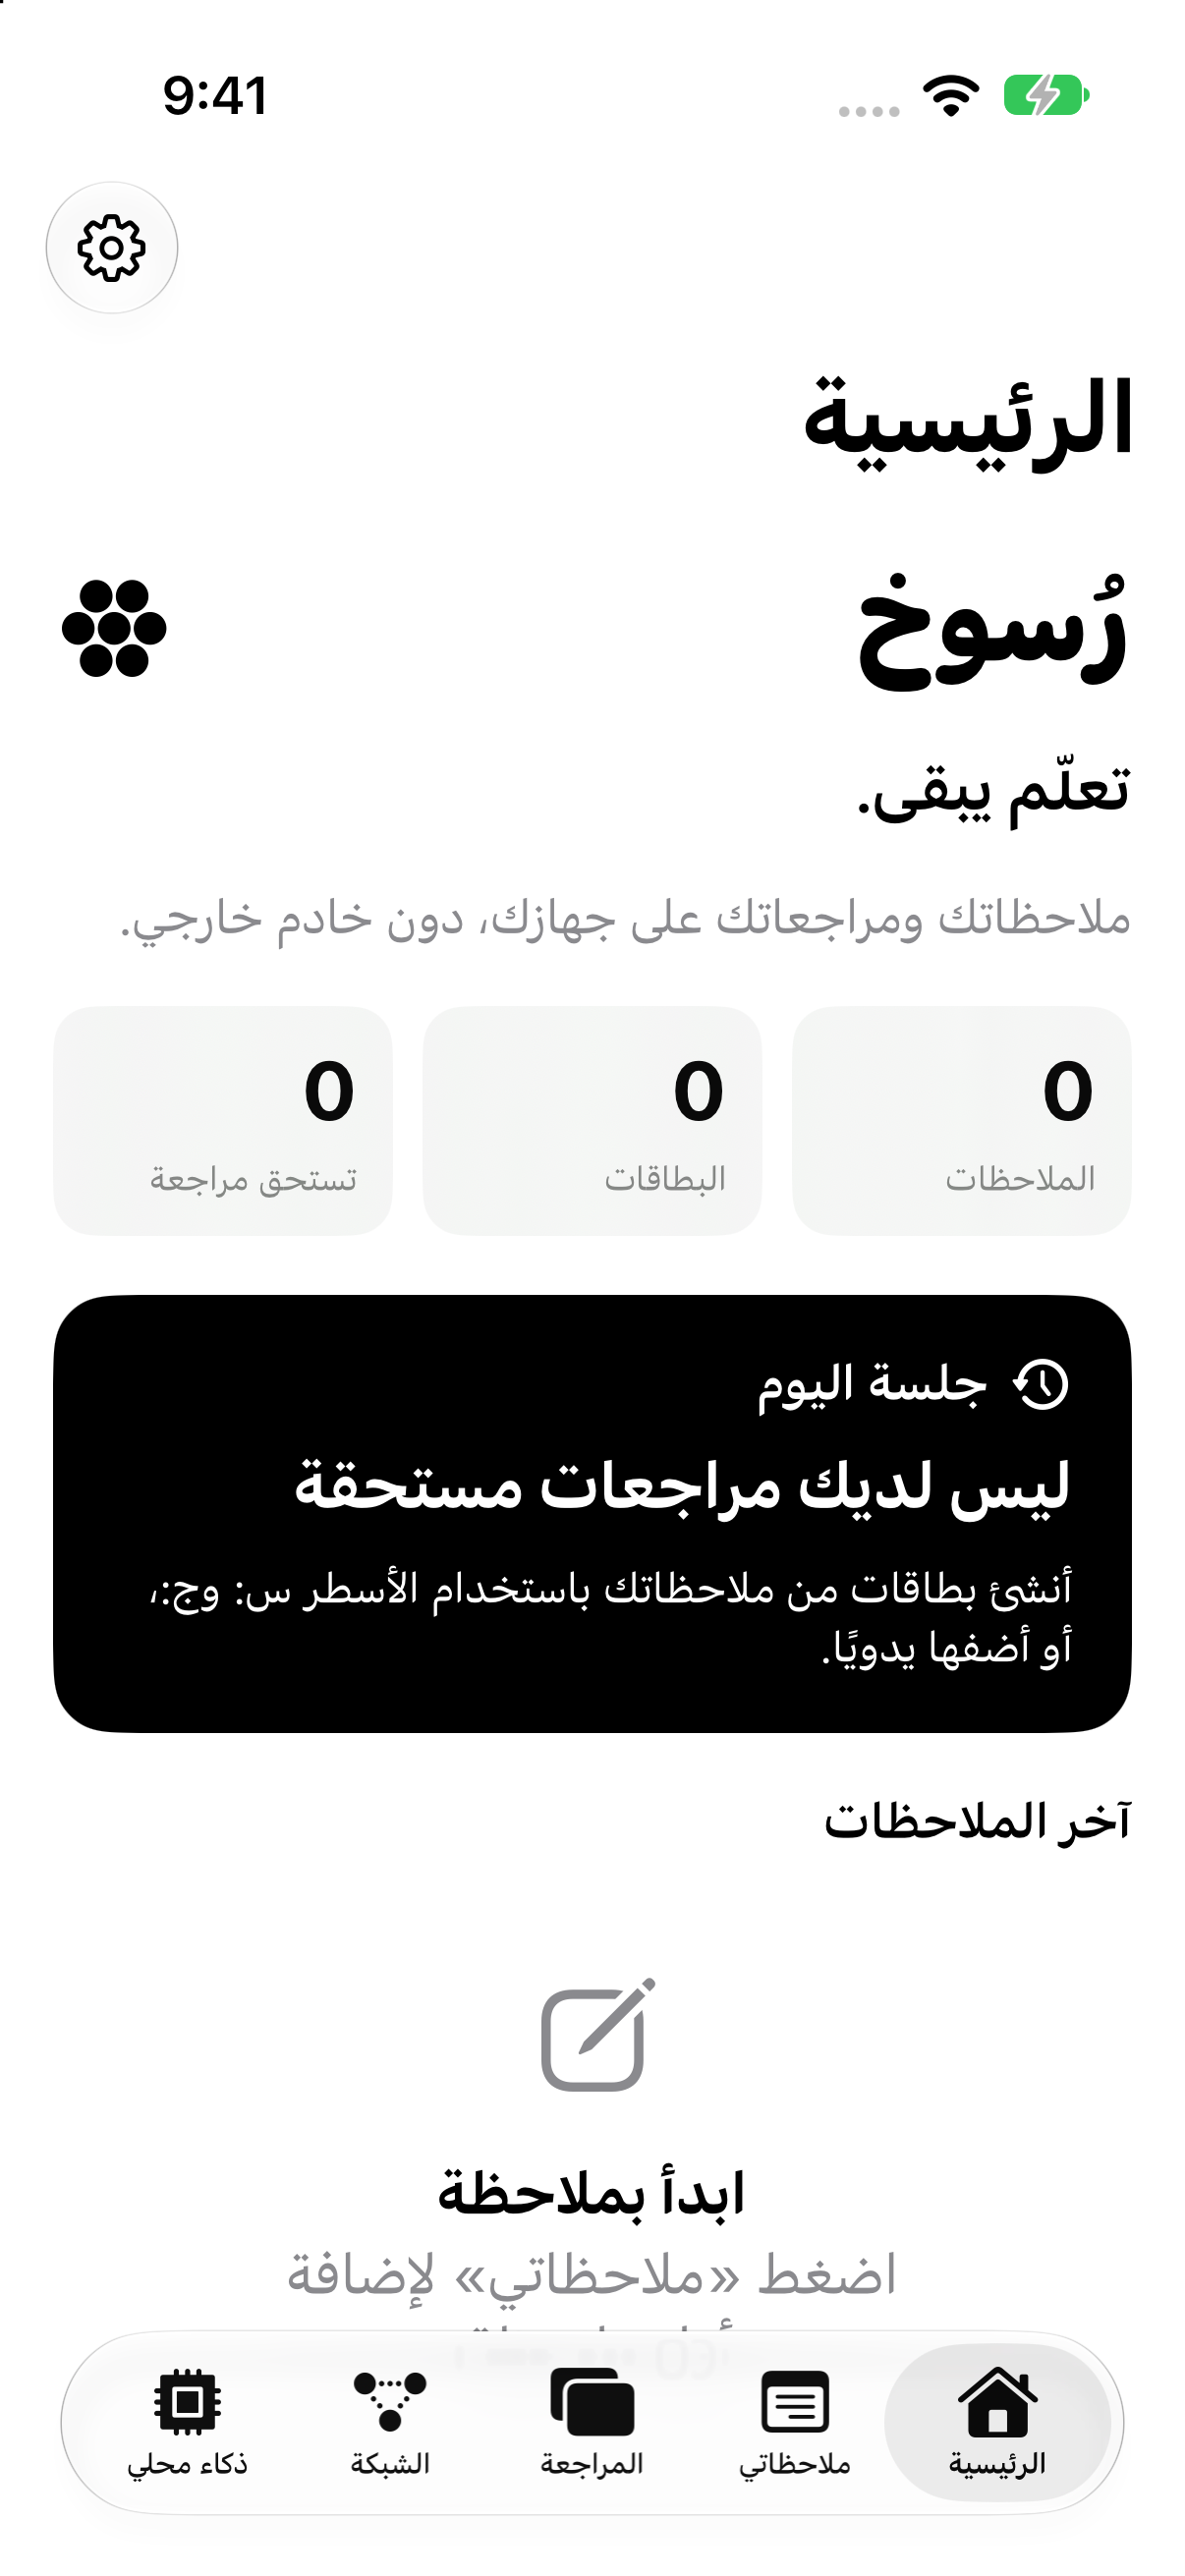 9:41
الرئيسية
رُسوخ
تعلّم يبقى.
ملاحظاتك ومراجعاتك على جهازك، دون خادم خارجي.
0
الملاحظات
0
البطاقات
0
تستحق مراجعة
جلسة اليوم
ليس لديك مراجعات مستحقة
أنشئ بطاقات من ملاحظاتك باستخدام الأسطر س: وج:،
أو أضفها يدويًا.
آخر الملاحظات
ابدأ بملاحظة
اضغط «ملاحظاتي» لإضافة
الرئيسية
ملاحظاتي
المراجعة
الشبكة
ذكاء محلي